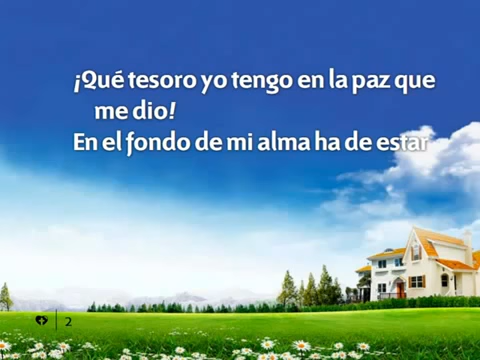 ¡Qué tesoro yo tengo en la paz que
me dio!
En el fondo de mi alma ha de estar
2